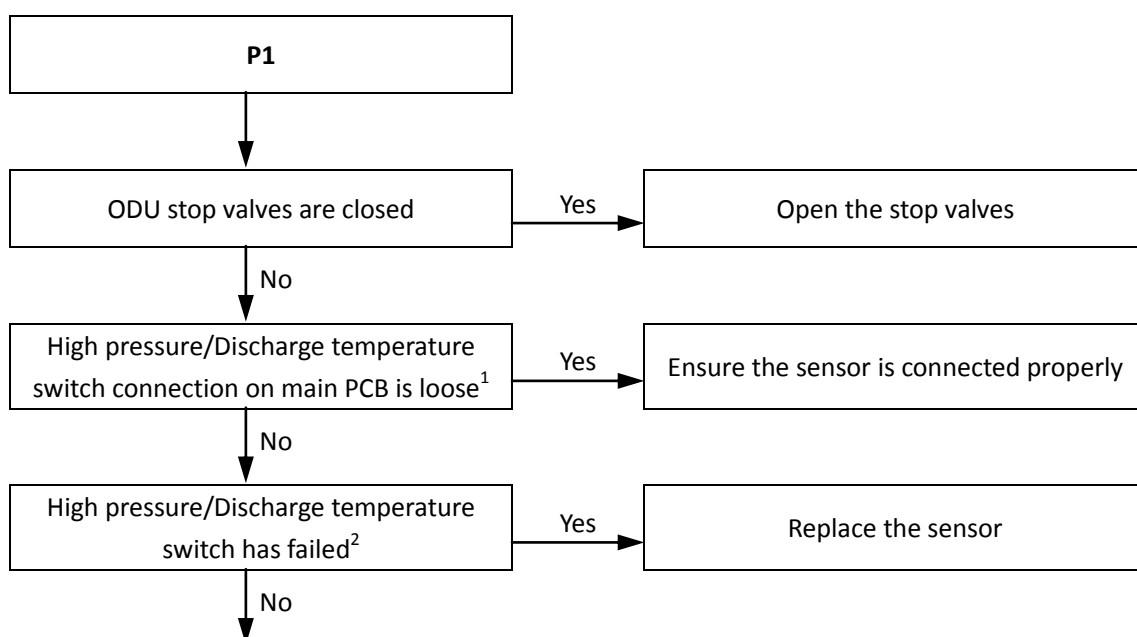 P1
ODU stop valves are closed
Yes
Open the stop valves
No
High pressure/Discharge temperature
switch connection on main PCB is loose¹
Yes
Ensure the sensor is connected properly
No
High pressure/Discharge temperature
switch has failed²
Yes
Replace the sensor
No